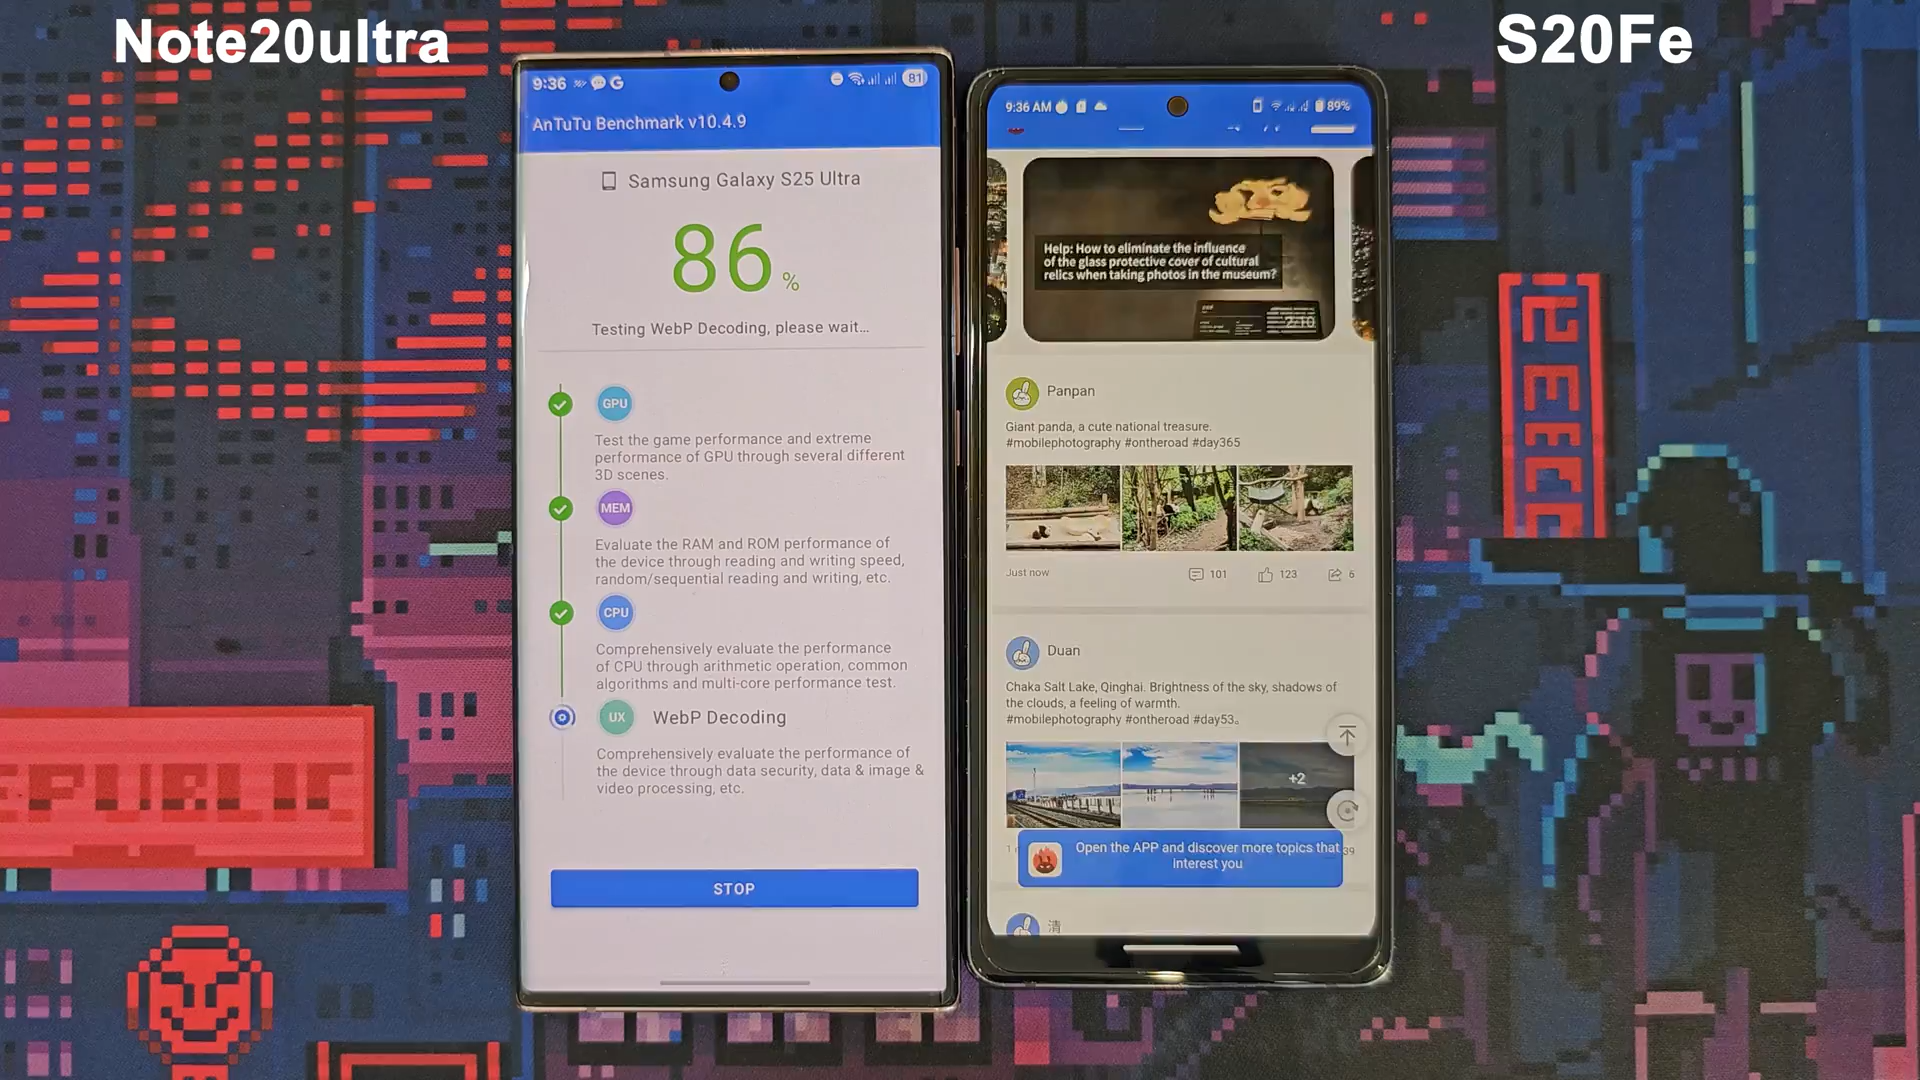 Note20ultra
S20Fe
9:36
81
AnTuTu Benchmark v10.4.9
Samsung Galaxy S25 Ultra
86 %
Testing WebP Decoding, please wait...
GPU
Test the game performance and extreme
performance of GPU through several different
3D scenes.
MEM
Evaluate the RAM and ROM performance of
the device through reading and writing speed,
random/sequential reading and writing, etc.
CPU
Comprehensively evaluate the performance
of CPU through arithmetic operation, common
algorithms and multi-core performance test.
UX WebP Decoding
Comprehensively evaluate the performance of
the device through data security, data & image &
video processing, etc.
STOP
9:36 AM
89%
Help: How to eliminate the influence
of the glass protective cover of cultural
relics when taking photos in the museum?
2/10
Panpan
Giant panda, a cute national treasure.
#mobilephotography #ontheroad #day365
Just now
101
123
6
Duan
Chaka Salt Lake, Qinghai. Brightness of the sky, shadows of
the clouds, a feeling of warmth.
#mobilephotography #ontheroad #day53。
+2
39
Open the APP and discover more topics that
interest you
清
EPUBLIC